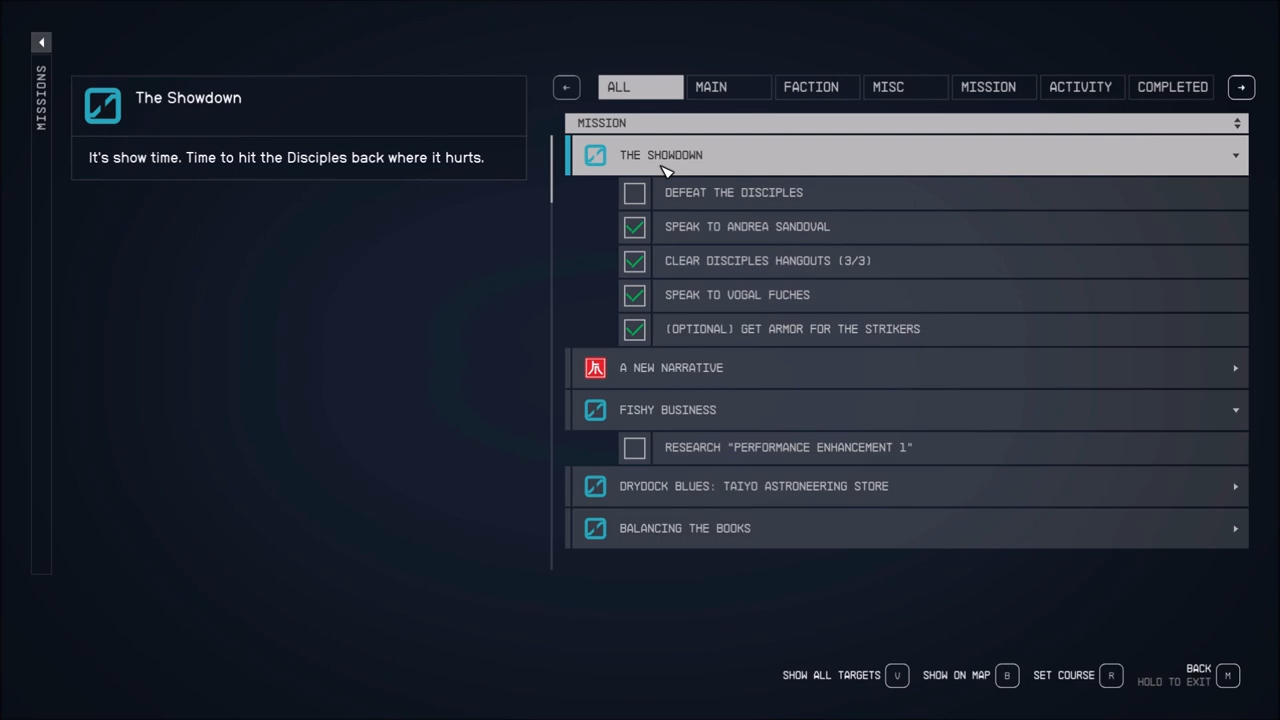 MISSIONS
The Showdown
It's show time. Time to hit the Disciples back where it hurts.
ALL
MAIN
FACTION
MISC
MISSION
ACTIVITY
COMPLETED
MISSION
THE SHOWDOWN
DEFEAT THE DISCIPLES
SPEAK TO ANDREA SANDOVAL
CLEAR DISCIPLES HANGOUTS (3/3)
SPEAK TO VOGAL FUCHES
(OPTIONAL) GET ARMOR FOR THE STRIKERS
A NEW NARRATIVE
FISHY BUSINESS
RESEARCH "PERFORMANCE ENHANCEMENT 1"
DRYDOCK BLUES: TAIYO ASTRONEERING STORE
BALANCING THE BOOKS
SHOW ALL TARGETS V
SHOW ON MAP B
SET COURSE R
BACK M
HOLD TO EXIT